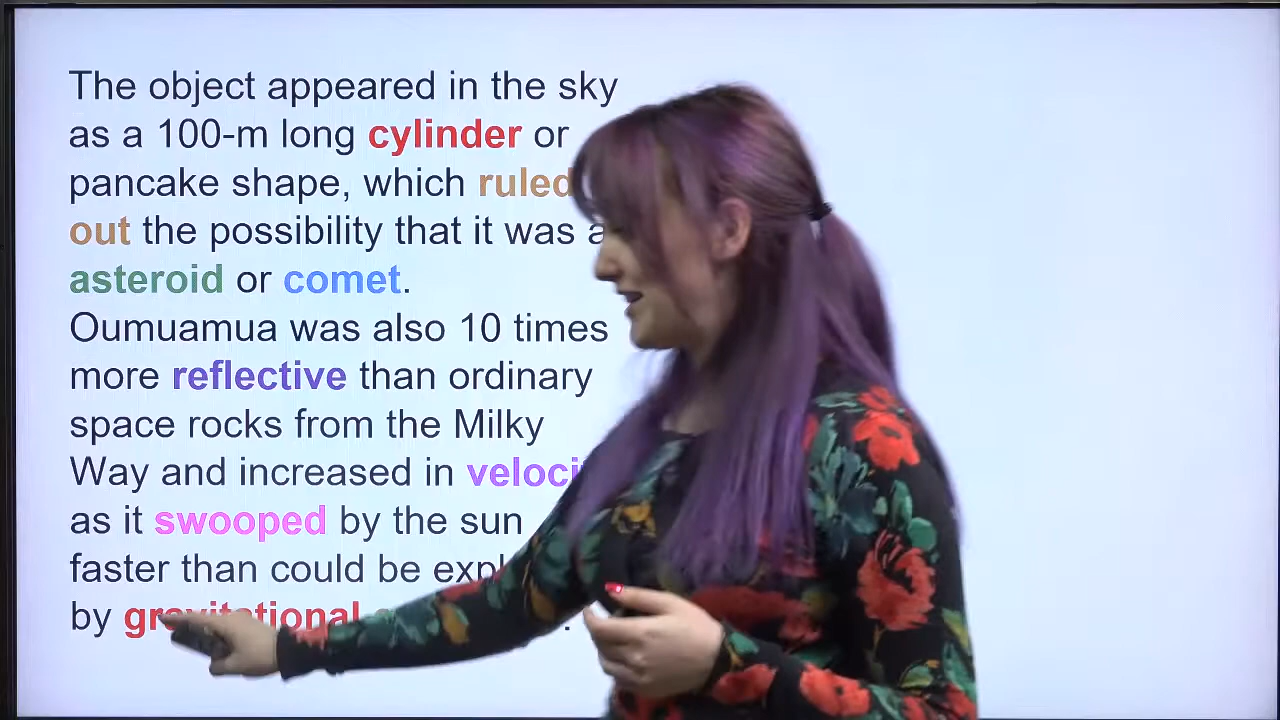 The object appeared in the sky
as a 100-m long cylinder or
pancake shape, which ruled
out the possibility that it was a
asteroid or comet.
Oumuamua was also 10 times
more reflective than ordinary
space rocks from the Milky
Way and increased in
as it swooped by the sun
faster than could be
by gravitational